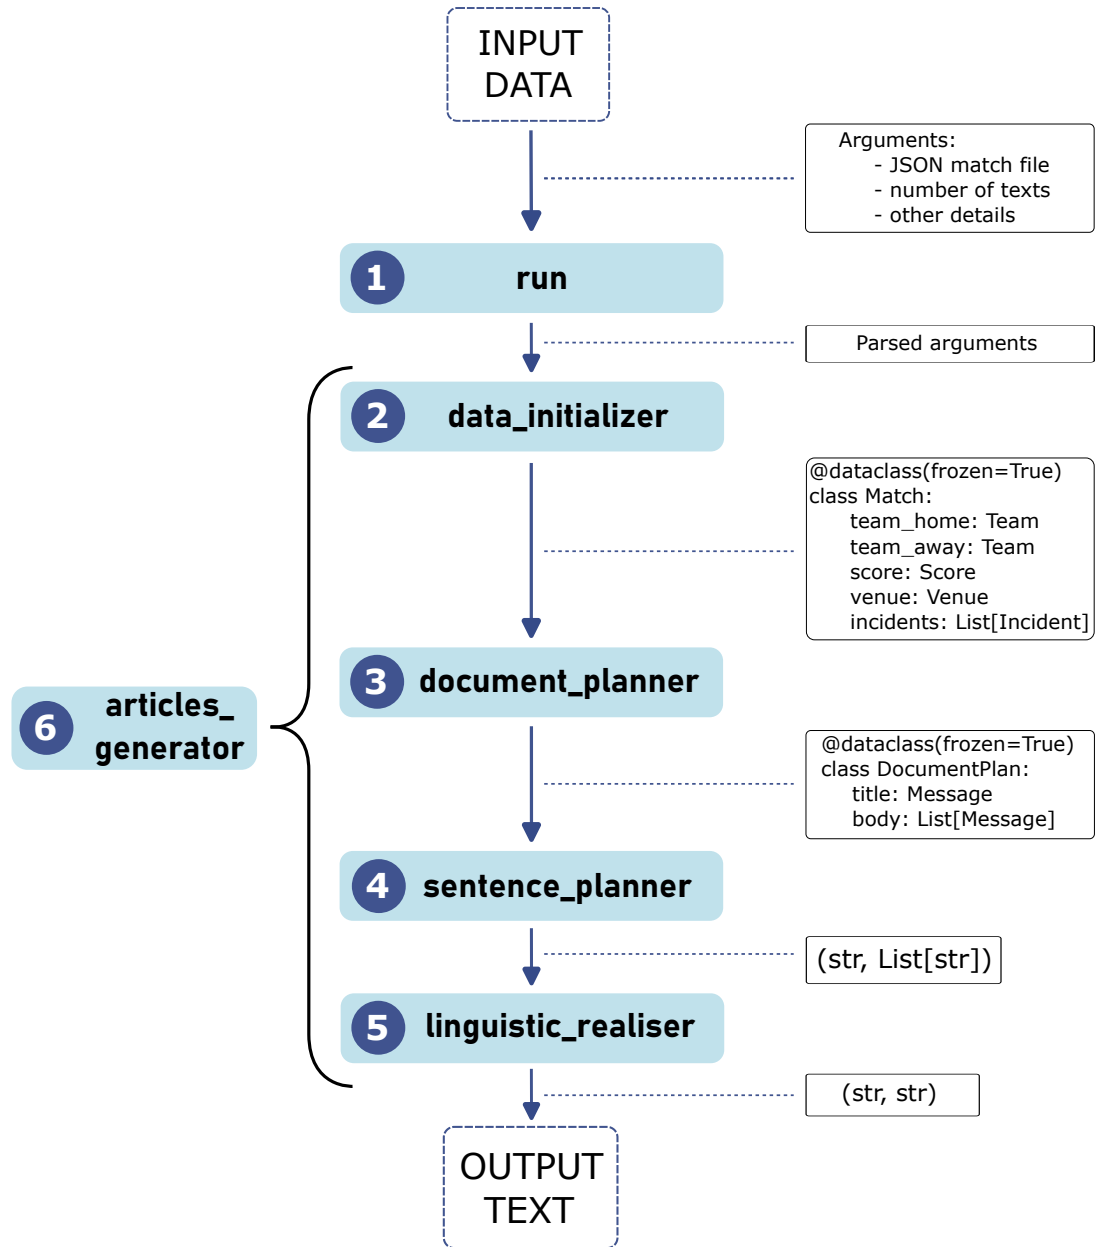 INPUT
DATA
Arguments:
- JSON match file
- number of texts
- other details
1 run
Parsed arguments
2 data_initializer
@dataclass(frozen=True)
class Match:
team_home: Team
team_away: Team
score: Score
venue: Venue
incidents: List[Incident]
3 document_planner
6 articles_
generator
@dataclass(frozen=True)
class DocumentPlan:
title: Message
body: List[Message]
4 sentence_planner
(str, List[str])
5 linguistic_realiser
(str, str)
OUTPUT
TEXT